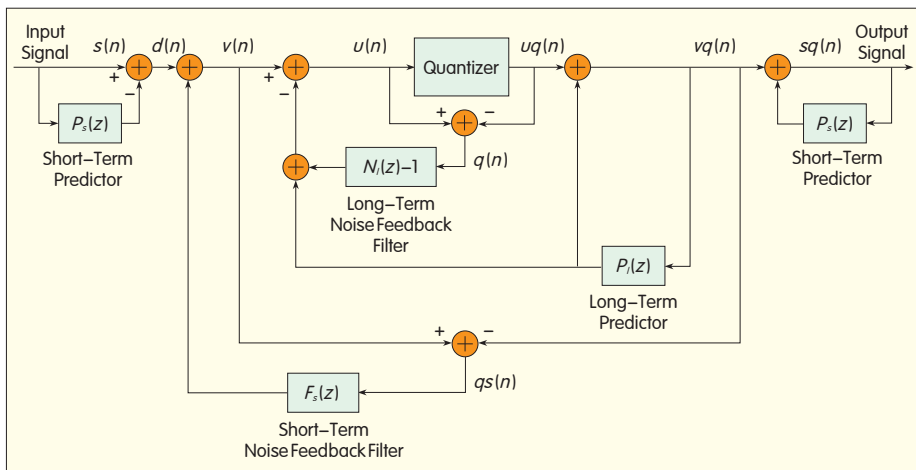 Input
Signal
s(n)
d(n)
v(n)
u(n)
Quantizer
uq(n)
vq(n)
sq(n)
Output
Signal
+
+
+
+
+
+
–
–
Pₛ(z)
Short–Term
Predictor
+
–
+
q(n)
+
Nₗ(z)–1
Long–Term
Noise Feedback
Filter
Pₛ(z)
Short–Term
Predictor
Pₗ(z)
Long–Term
Predictor
+
–
+
qs(n)
Fₛ(z)
Short–Term
Noise Feedback Filter